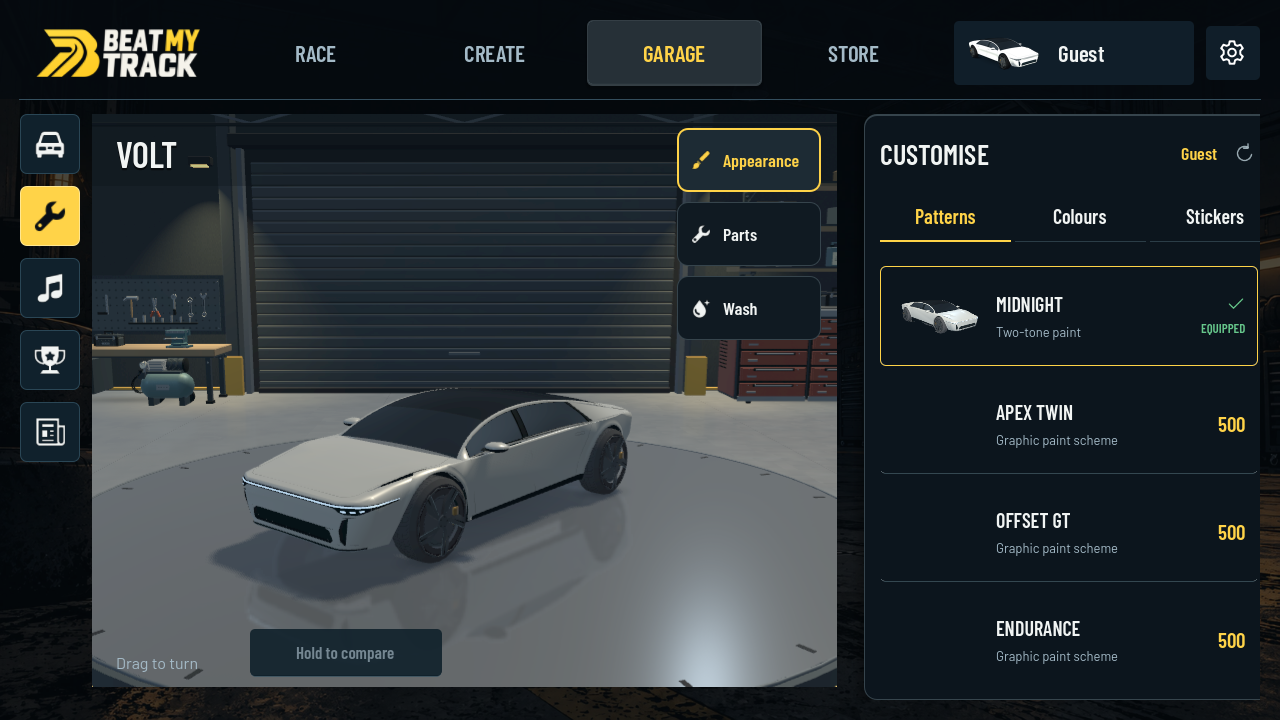 BEATMY
TRACK
RACE
CREATE
GARAGE
STORE
Guest
VOLT
Appearance
Parts
Wash
Drag to turn
Hold to compare
CUSTOMISE
Guest
Patterns
Colours
Stickers
MIDNIGHT
Two-tone paint
EQUIPPED
APEX TWIN
Graphic paint scheme
500
OFFSET GT
Graphic paint scheme
500
ENDURANCE
Graphic paint scheme
500